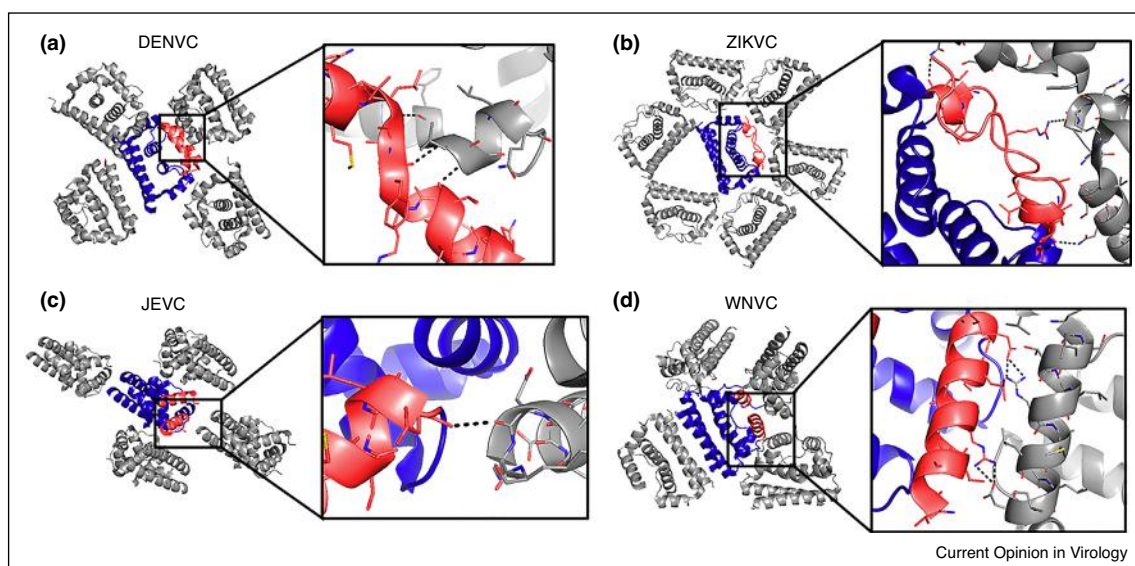 (a) DENVC
(b) ZIKVC
(c) JEVC
(d) WNVC
Current Opinion in Virology